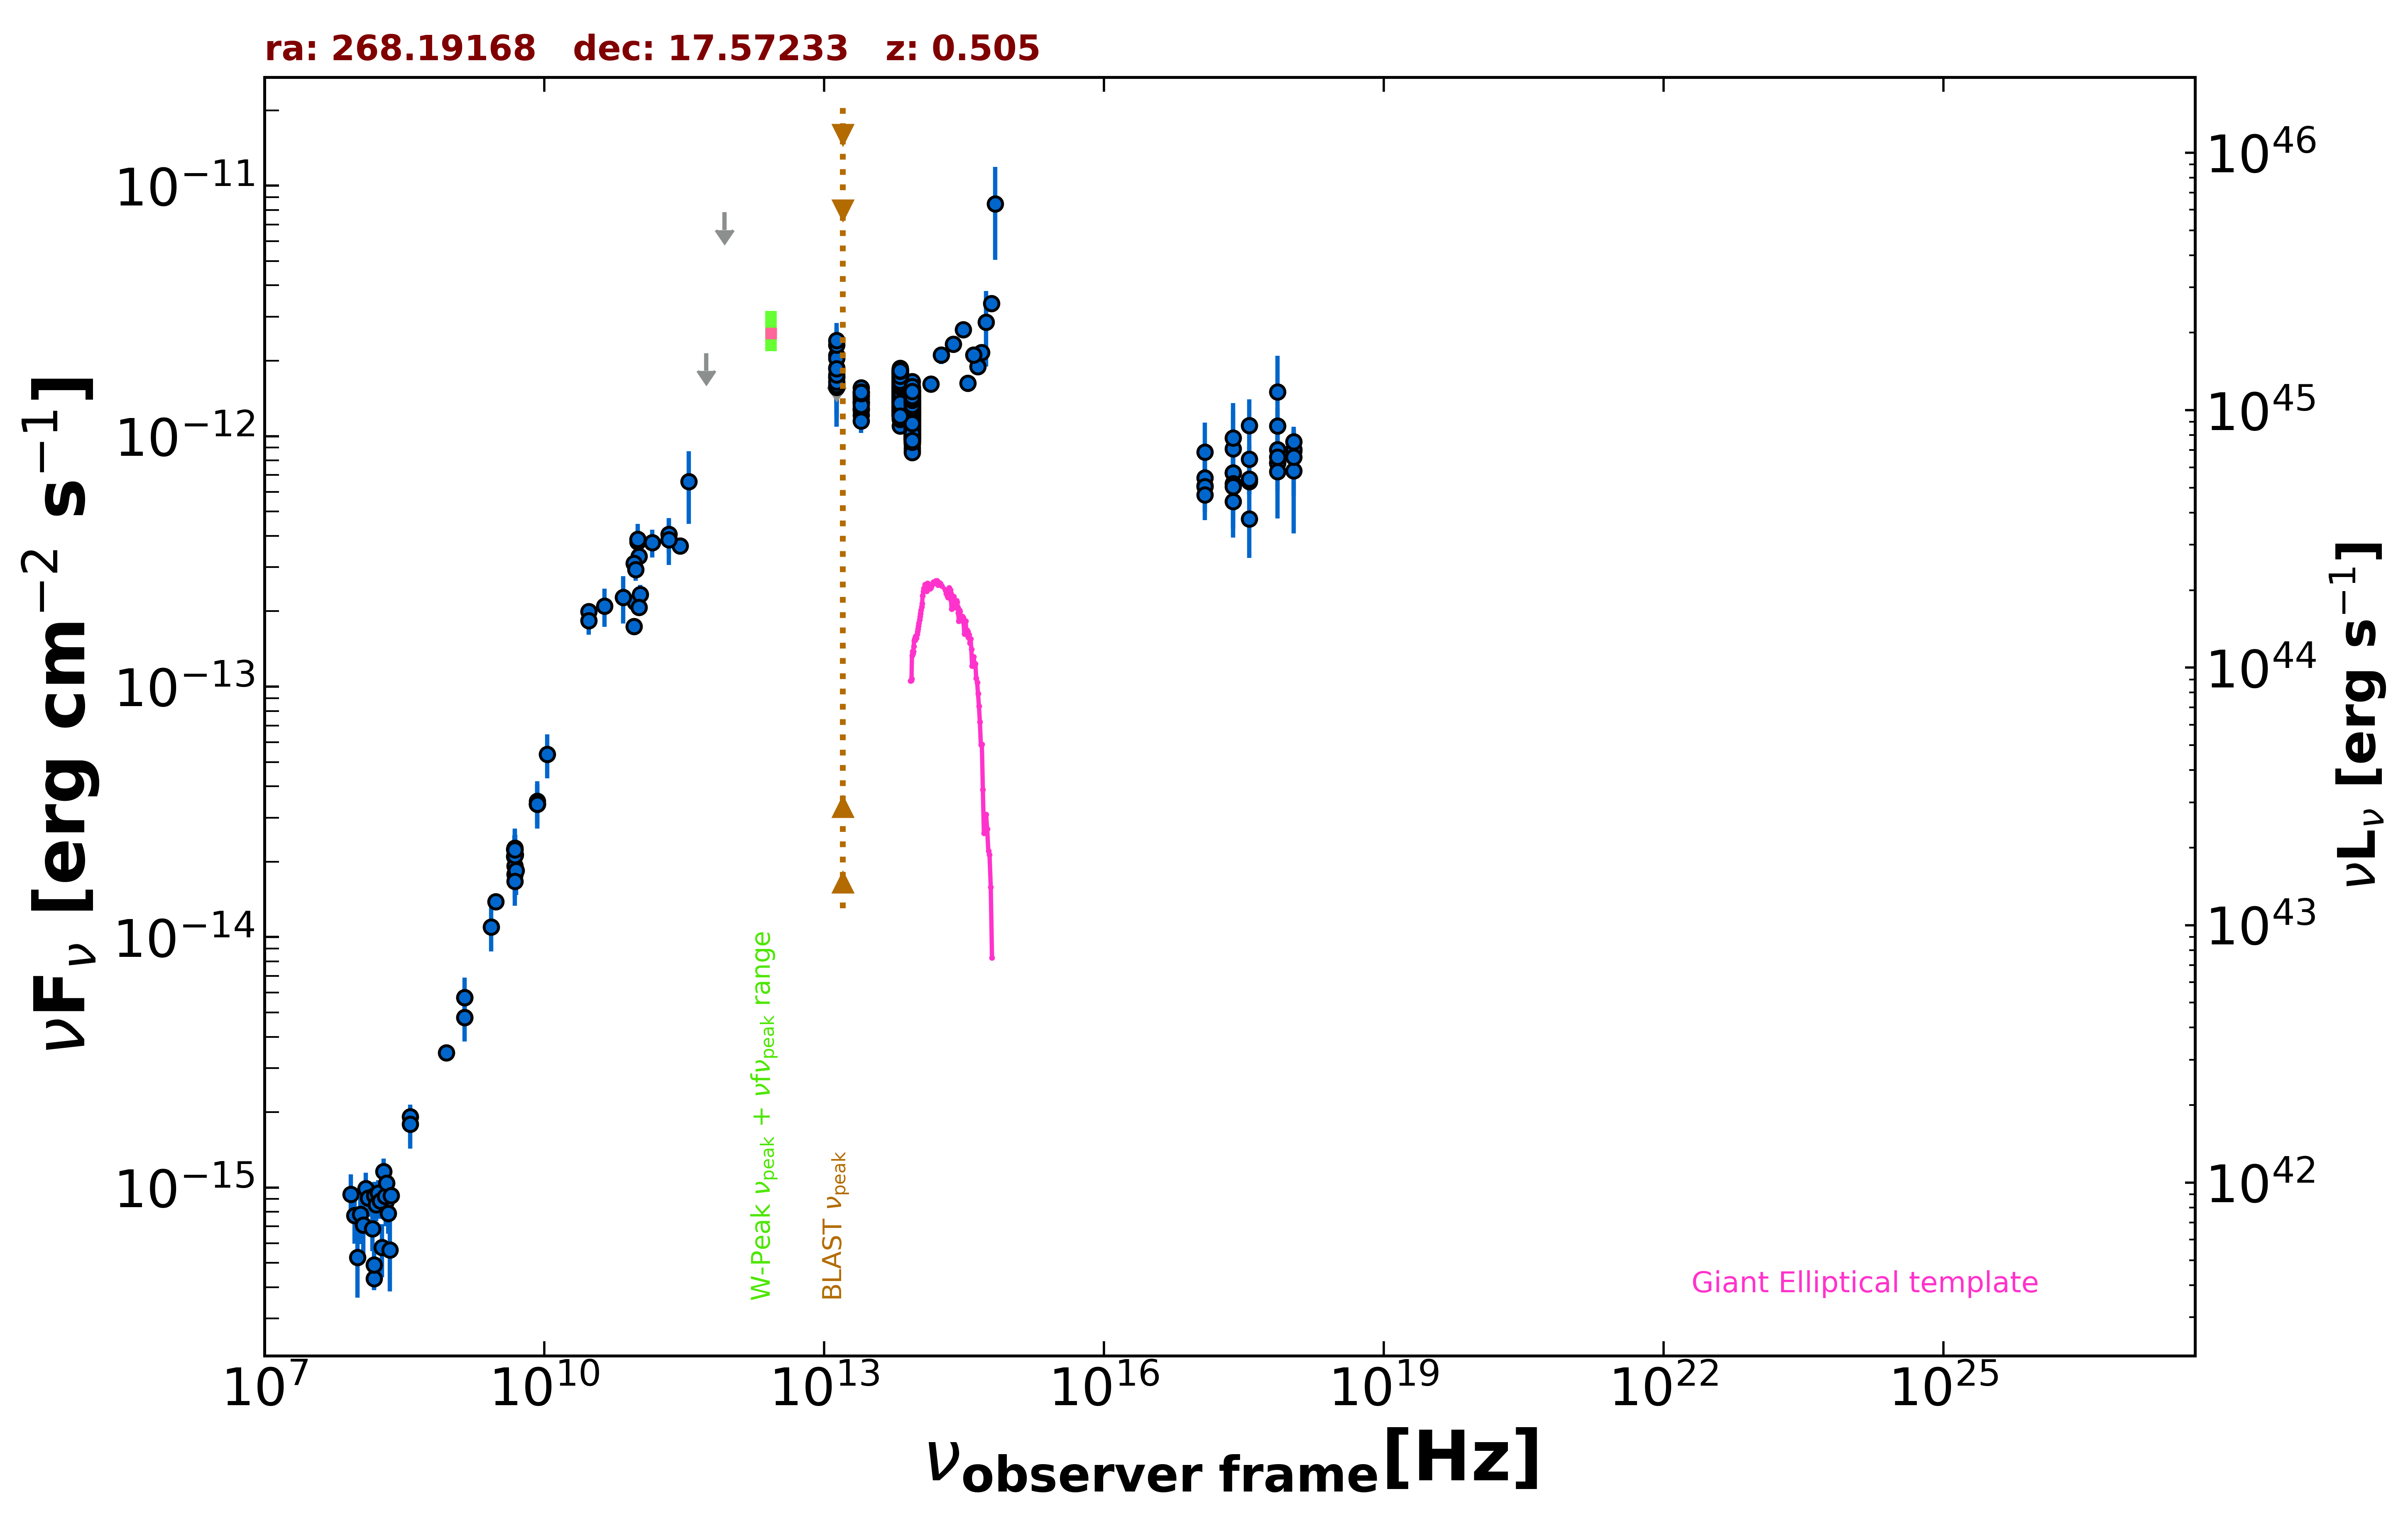 ra: 268.19168   dec: 17.57233   z: 0.505
νFν [erg cm−2 s−1]
10−11
10−12
10−13
10−14
10−15
1046
1045
1044
1043
1042
νLν [erg s−1]
W-Peak νpeak + νfνpeak range
BLAST νpeak
Giant Elliptical template
107
1010
1013
1016
1019
1022
1025
νobserver frame[Hz]